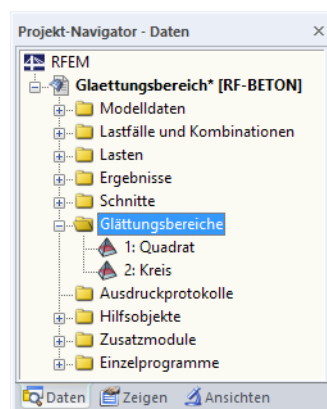 Projekt-Navigator - Daten
RFEM
Glaettungsbereich* [RF-BETON]
Modelldaten
Lastfälle und Kombinationen
Lasten
Ergebnisse
Schnitte
Glättungsbereiche
1: Quadrat
2: Kreis
Ausdruckprotokolle
Hilfsobjekte
Zusatzmodule
Einzelprogramme
Daten Zeigen Ansichten